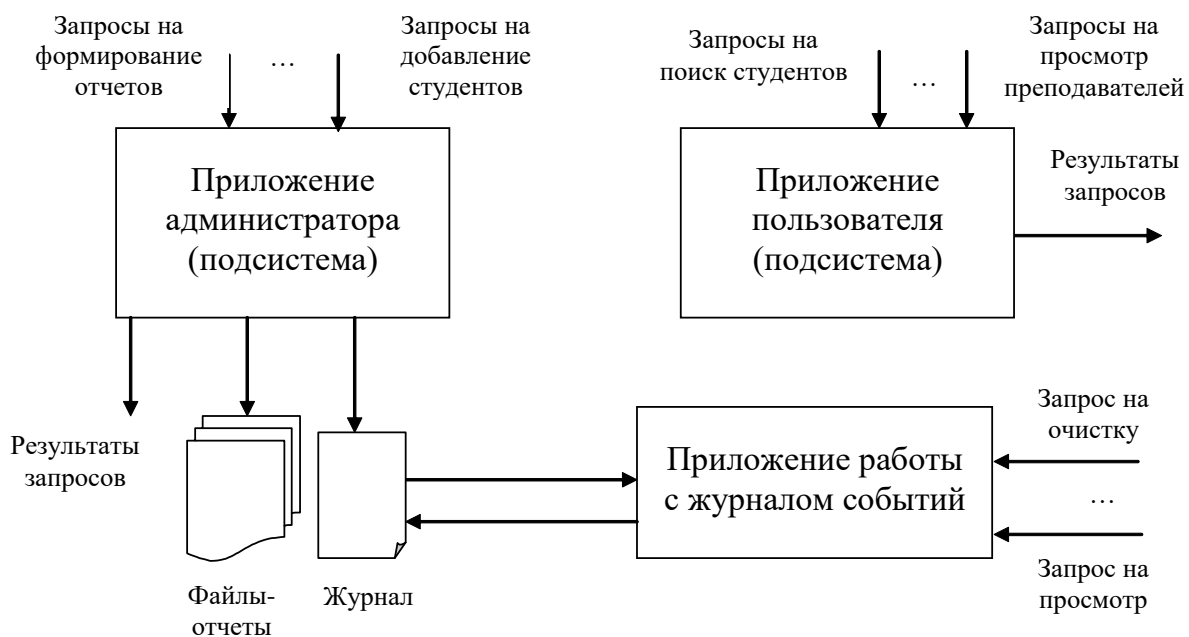 Запросы на
формирование
отчетов
…
Запросы на
добавление
студентов
Запросы на
поиск студентов
…
Запросы на
просмотр
преподавателей
Приложение
администратора
(подсистема)
Приложение
пользователя
(подсистема)
Результаты
запросов
Результаты
запросов
Файлы-
отчеты
Журнал
Приложение работы
с журналом событий
Запрос на
очистку
…
Запрос на
просмотр